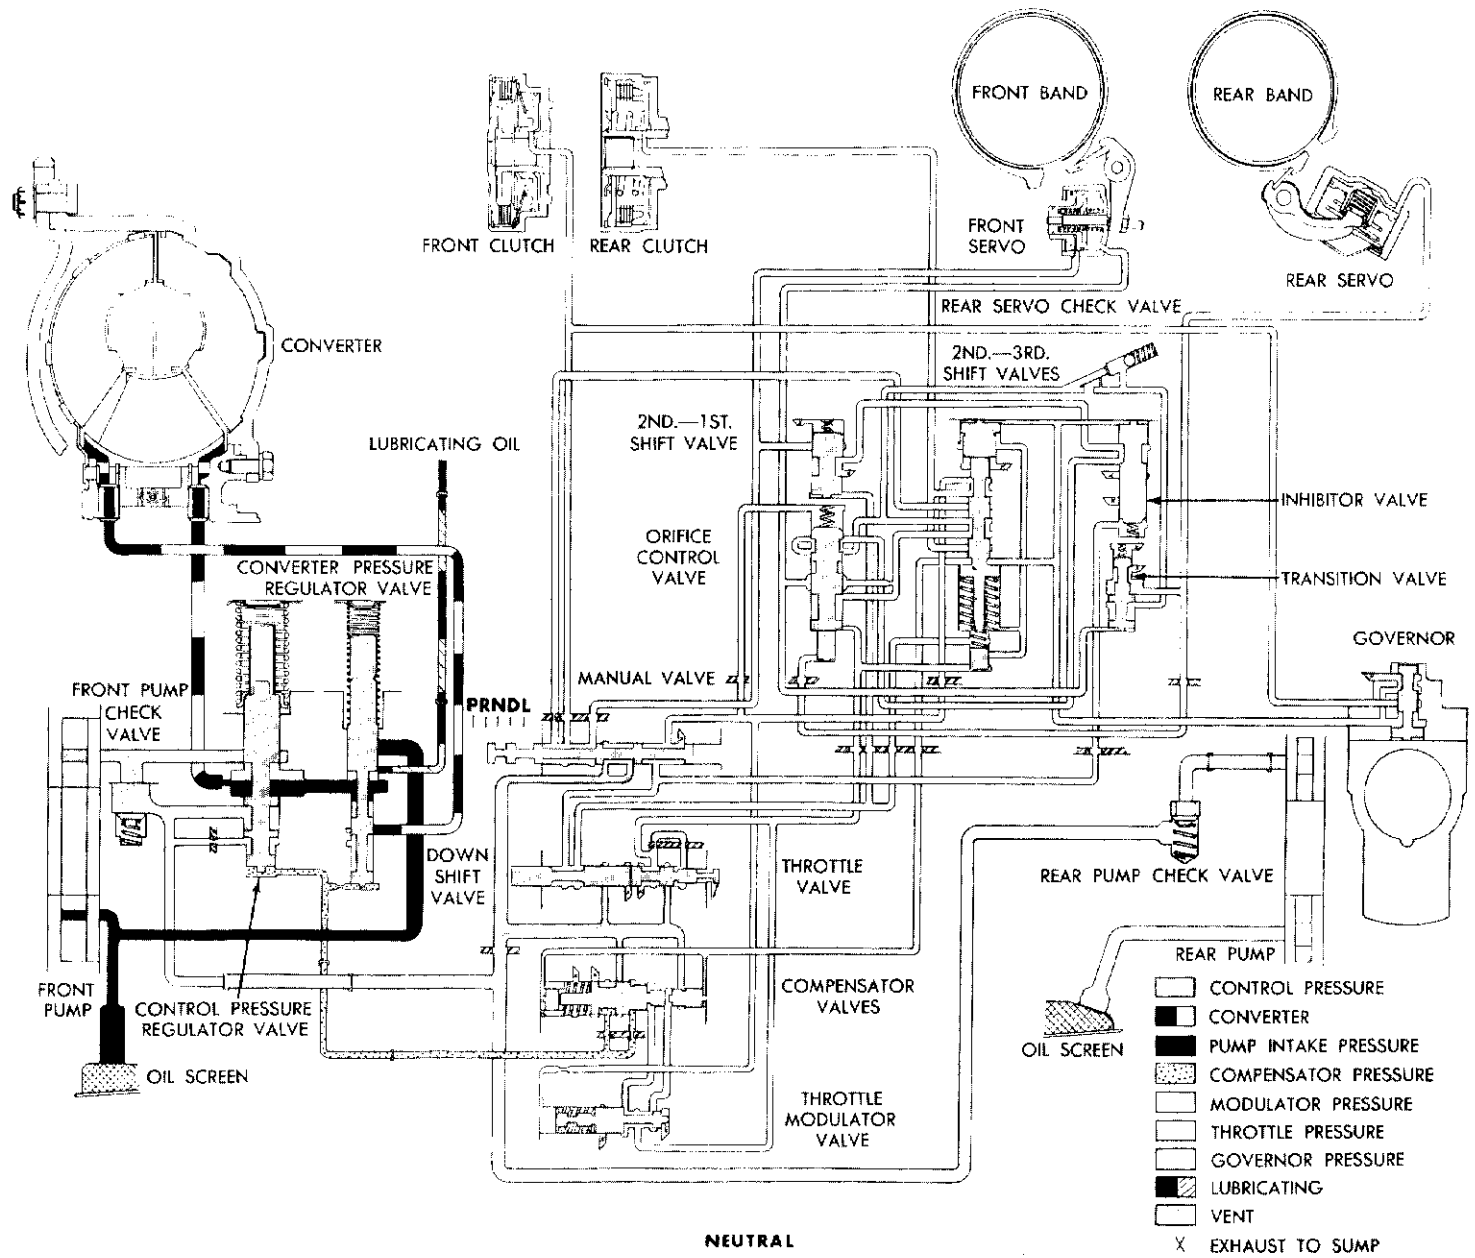 FRONT BAND
REAR BAND
FRONT CLUTCH
REAR CLUTCH
FRONT
SERVO
REAR SERVO
REAR SERVO CHECK VALVE
CONVERTER
2ND.—3RD.
SHIFT VALVES
2ND.—1ST.
SHIFT VALVE
LUBRICATING OIL
INHIBITOR VALVE
ORIFICE
CONTROL
VALVE
CONVERTER PRESSURE
REGULATOR VALVE
TRANSITION VALVE
GOVERNOR
MANUAL VALVE
FRONT PUMP
CHECK
VALVE
PRNDL
DOWN
SHIFT
VALVE
THROTTLE
VALVE
REAR PUMP CHECK VALVE
REAR PUMP
FRONT
PUMP
CONTROL PRESSURE
REGULATOR VALVE
COMPENSATOR
VALVES
OIL SCREEN
OIL SCREEN
THROTTLE
MODULATOR
VALVE
CONTROL PRESSURE
CONVERTER
PUMP INTAKE PRESSURE
COMPENSATOR PRESSURE
MODULATOR PRESSURE
THROTTLE PRESSURE
GOVERNOR PRESSURE
LUBRICATING
VENT
X EXHAUST TO SUMP
NEUTRAL